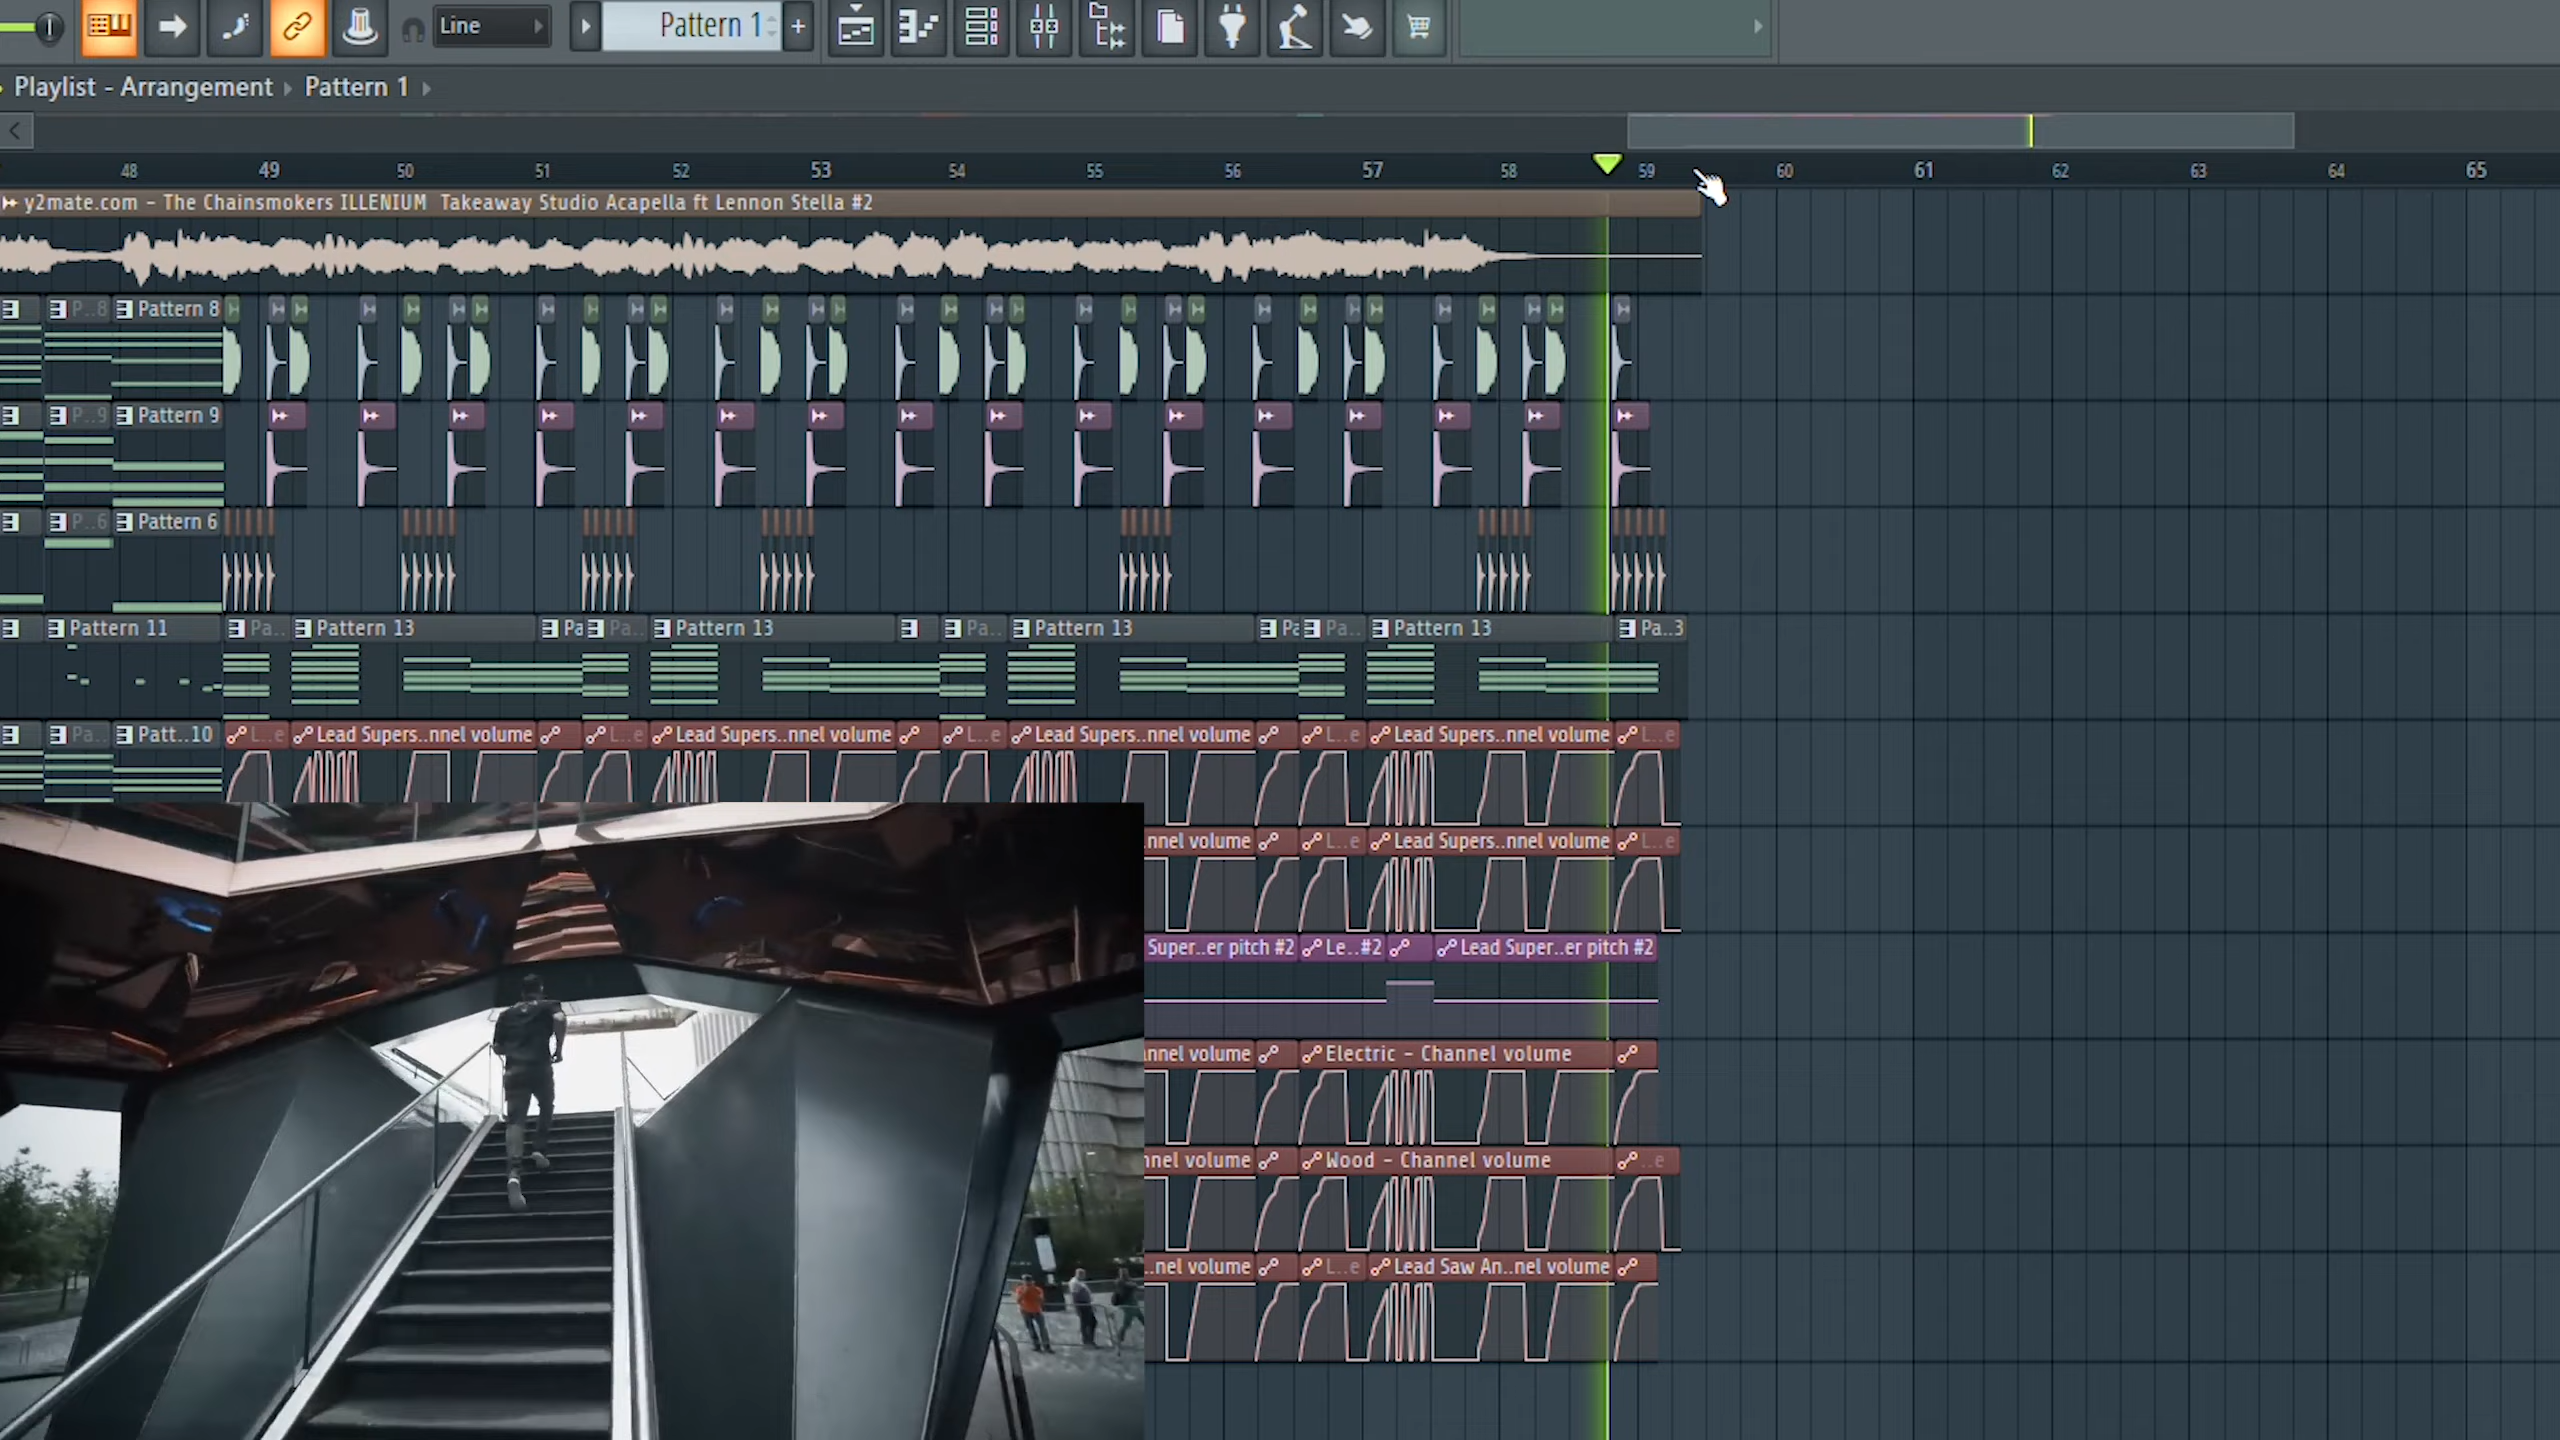 Line
Pattern 1
+
Playlist - Arrangement
Pattern 1
48 49 50 51 52 53 54 55 56 57 58 59 60 61 62 63 64 65
y2mate.com - The Chainsmokers ILLENIUM Takeaway Studio Acapella ft Lennon Stella #2
P..8 Pattern 8
P..9 Pattern 9
P..6 Pattern 6
Pattern 11 Pa.. Pattern 13 Pa Pa.. Pattern 13 Pa.. Pattern 13 Pa Pa.. Pattern 13 Pa..3
Pa.. Patt..10 L..e Lead Supers..nnel volume L..e Lead Supers..nnel volume L..e Lead Supers..nnel volume L..e Lead Supers..nnel volume L..e
nnel volume L..e Lead Supers..nnel volume L..e
Super..er pitch #2 Le..#2 Lead Super..er pitch #2
nnel volume Electric - Channel volume
nnel volume Wood - Channel volume ..e
..nel volume L..e Lead Saw An..nel volume